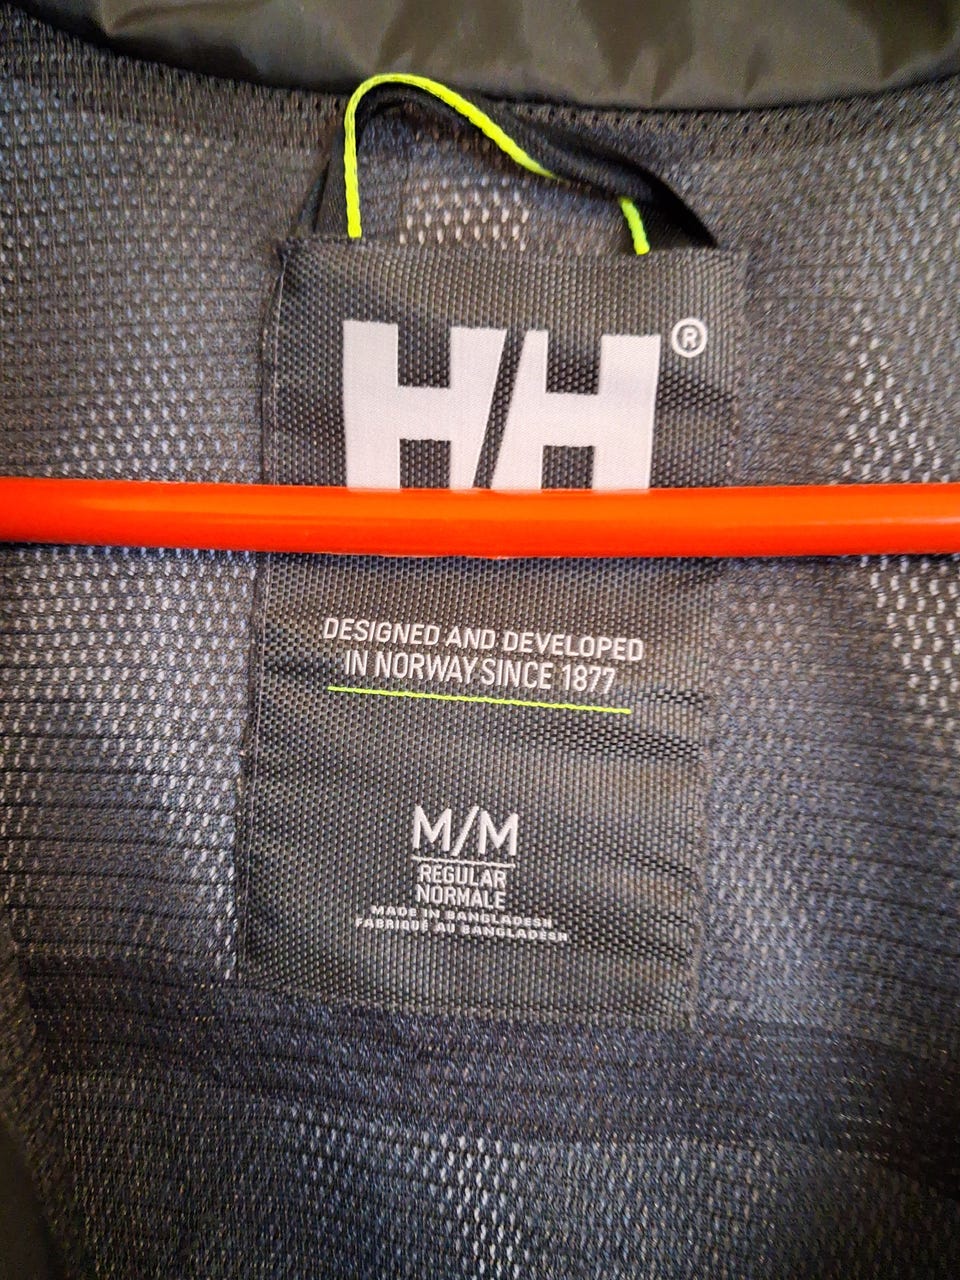 HH®
DESIGNED AND DEVELOPED
IN NORWAY SINCE 1877
M/M
REGULAR
NORMALE
MADE IN BANGLADESH
FABRIQUÉ AU BANGLADESH